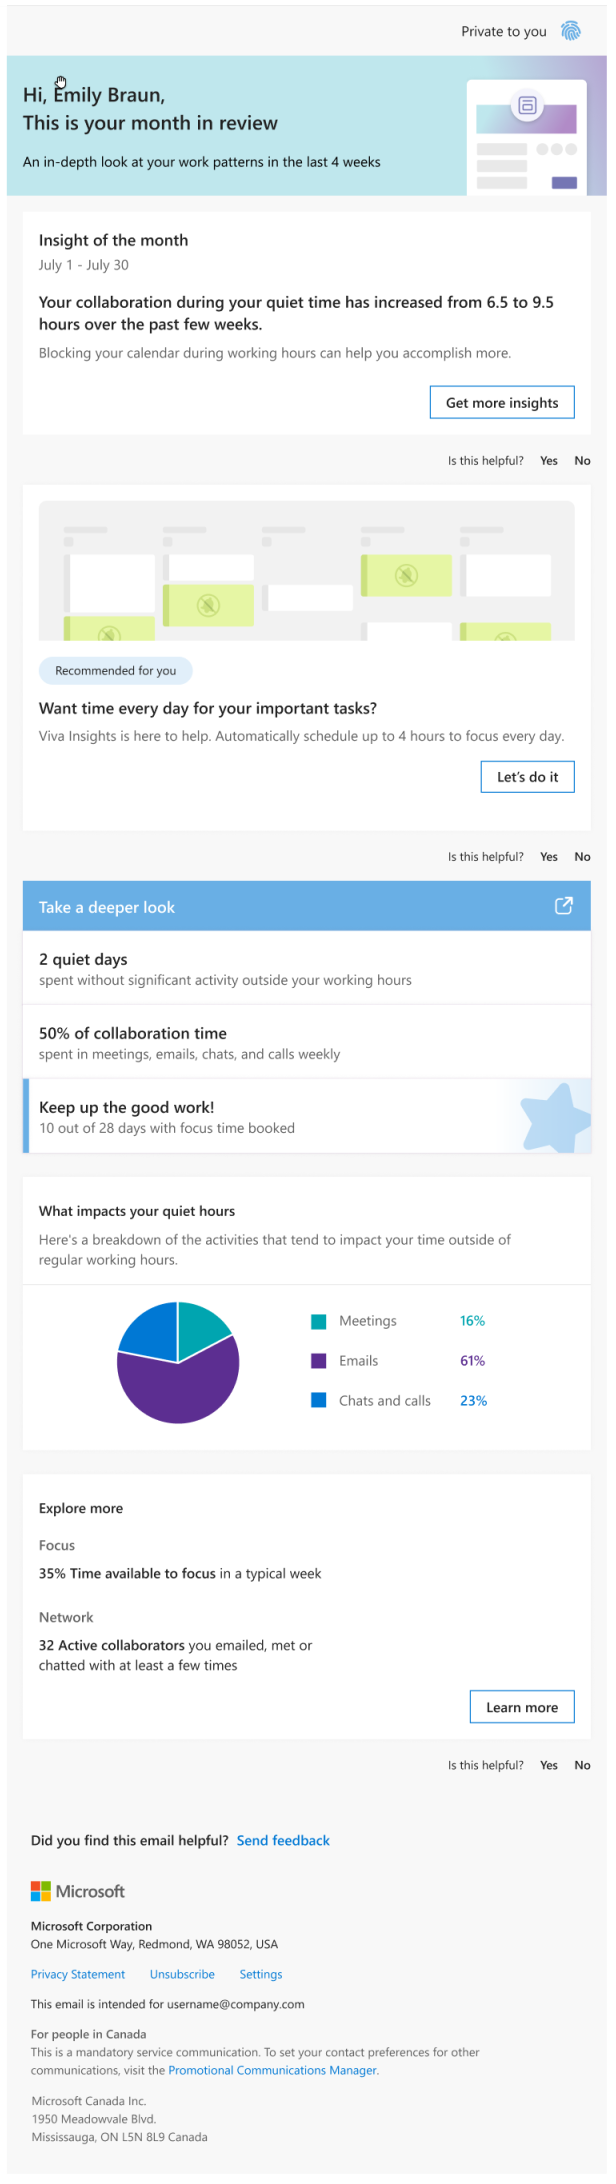 Private to you
Hi, Emily Braun,
This is your month in review
An in-depth look at your work patterns in the last 4 weeks
Insight of the month
July 1 - July 30
Your collaboration during your quiet time has increased from 6.5 to 9.5
hours over the past few weeks.
Blocking your calendar during working hours can help you accomplish more.
Get more insights
Is this helpful? Yes No
Recommended for you
Want time every day for your important tasks?
Viva Insights is here to help. Automatically schedule up to 4 hours to focus every day.
Let's do it
Is this helpful? Yes No
Take a deeper look
2 quiet days
spent without significant activity outside your working hours
50% of collaboration time
spent in meetings, emails, chats, and calls weekly
Keep up the good work!
10 out of 28 days with focus time booked
What impacts your quiet hours
Here's a breakdown of the activities that tend to impact your time outside of
regular working hours.
Meetings 16%
Emails 61%
Chats and calls 23%
Explore more
Focus
35% Time available to focus in a typical week
Network
32 Active collaborators you emailed, met or
chatted with at least a few times
Learn more
Is this helpful? Yes No
Did you find this email helpful? Send feedback
Microsoft
Microsoft Corporation
One Microsoft Way, Redmond, WA 98052, USA
Privacy Statement Unsubscribe Settings
This email is intended for username@company.com
For people in Canada
This is a mandatory service communication. To set your contact preferences for other
communications, visit the Promotional Communications Manager.
Microsoft Canada Inc.
1950 Meadowvale Blvd.
Mississauga, ON L5N 8L9 Canada